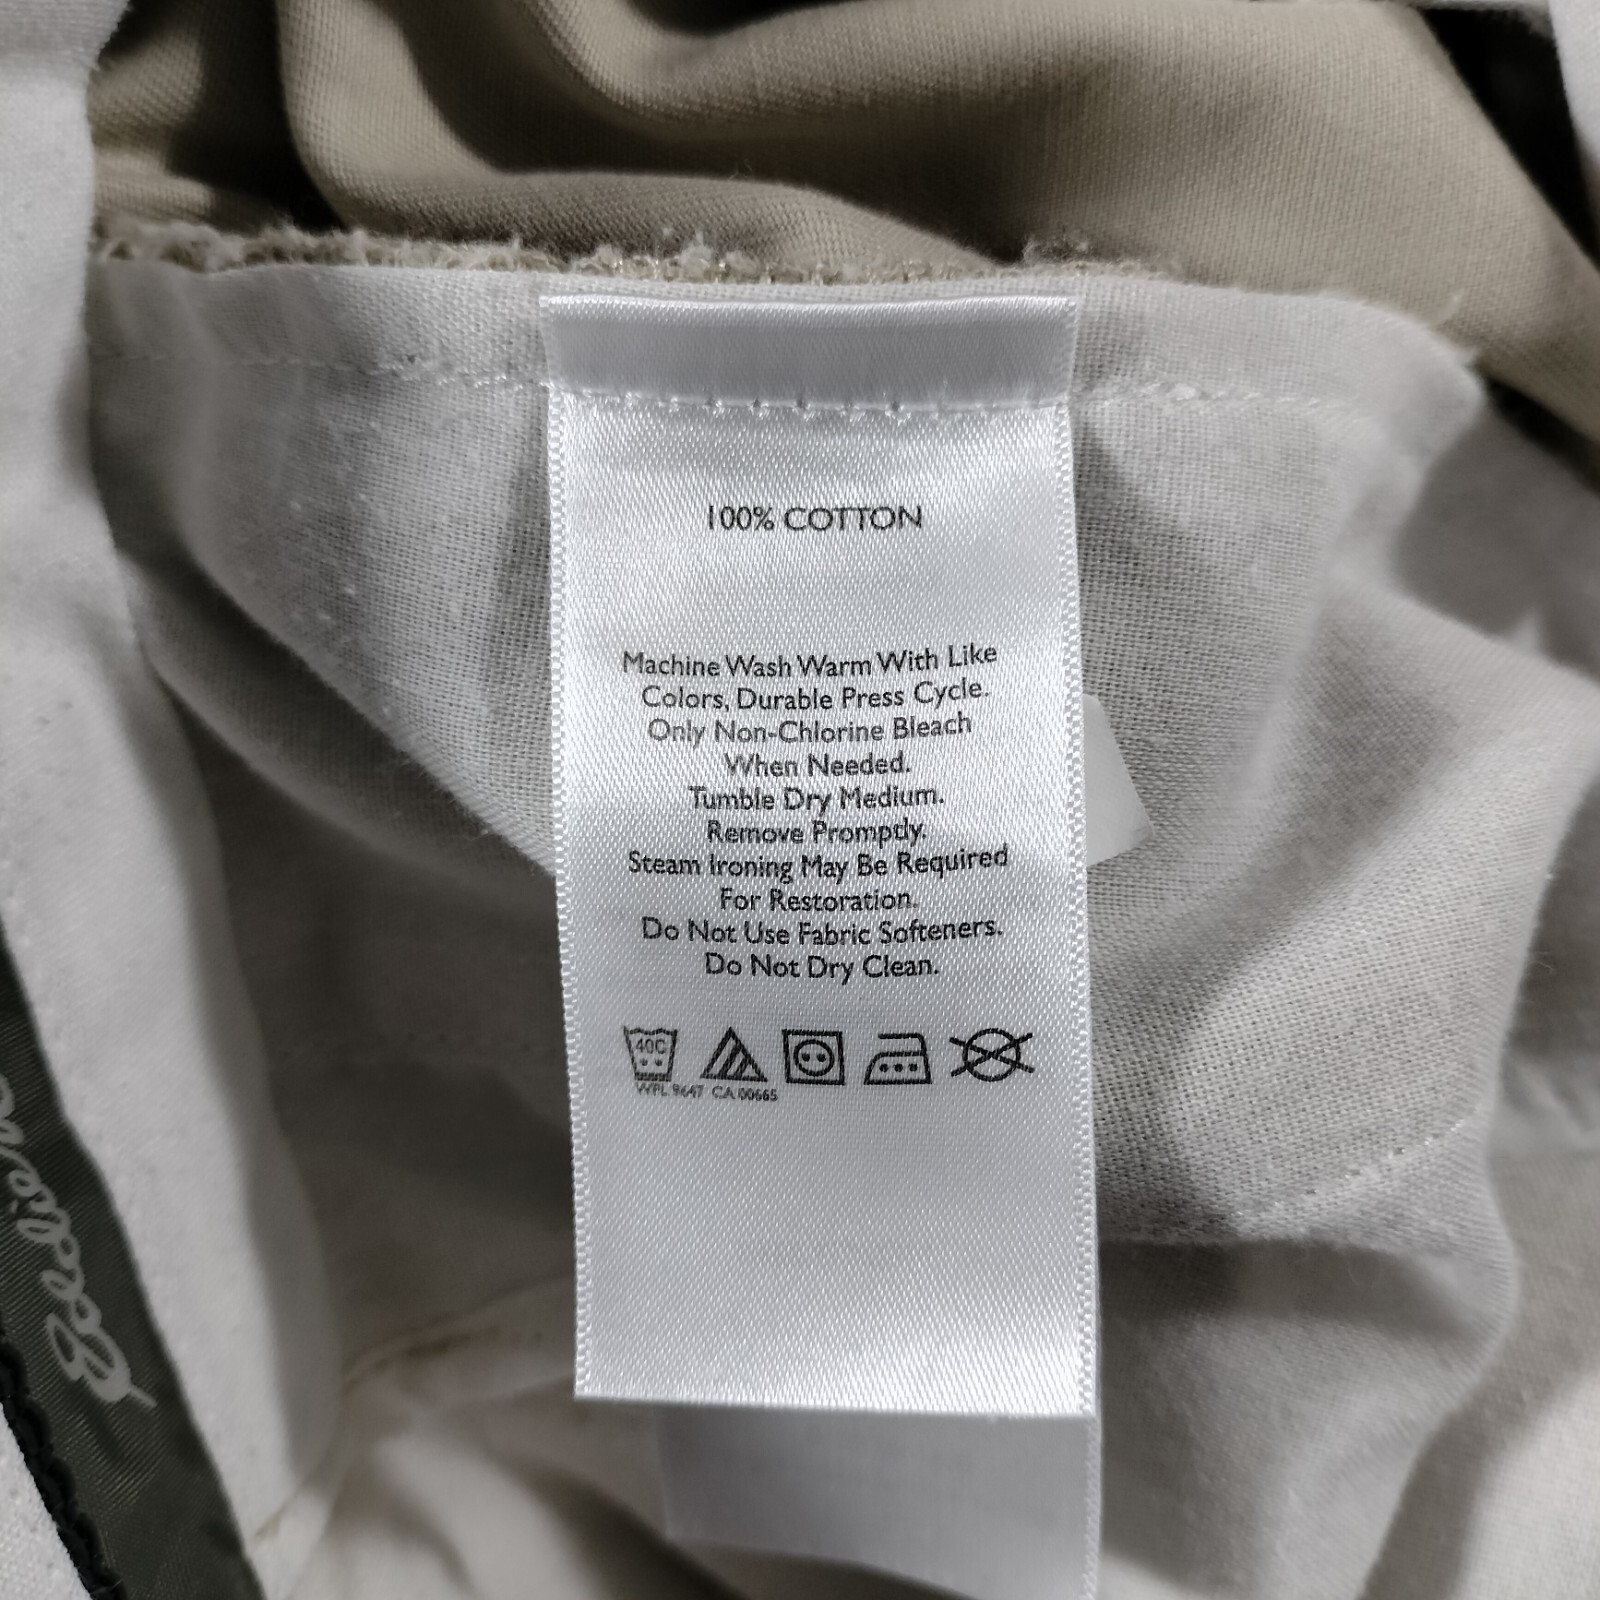 100% COTTON
Machine Wash Warm With Like
Colors, Durable Press Cycle.
Only Non-Chlorine Bleach
When Needed.
Tumble Dry Medium.
Remove Promptly.
Steam Ironing May Be Required
For Restoration.
Do Not Use Fabric Softeners.
Do Not Dry Clean.
40C
WPL 9647 CA 00665